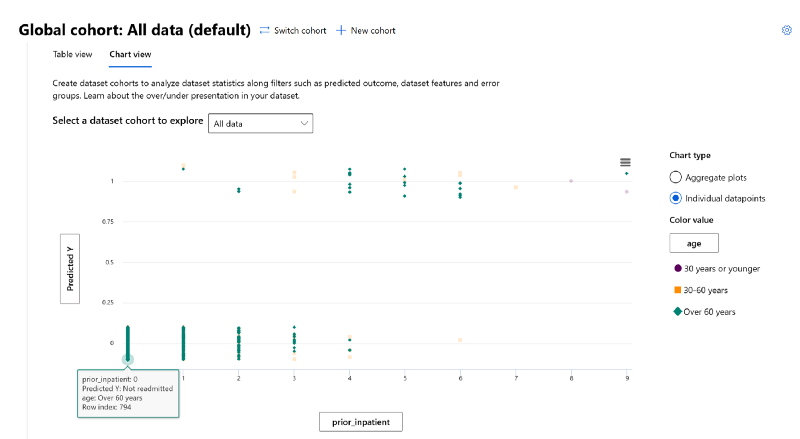 Global cohort: All data (default)
Switch cohort
New cohort
Table view
Chart view
Create dataset cohorts to analyze dataset statistics along filters such as predicted outcome, dataset features and error
groups. Learn about the over/under presentation in your dataset.
Select a dataset cohort to explore
All data
Chart type
Aggregate plots
Individual datapoints
Color value
age
30 years or younger
30-60 years
Over 60 years
Predicted Y
1
0.75
0.5
0.25
0
prior_inpatient: 0
Predicted Y: Not readmitted
age: Over 60 years
Row index: 794
1 2 3 4 5 6 7 8 9
prior_inpatient